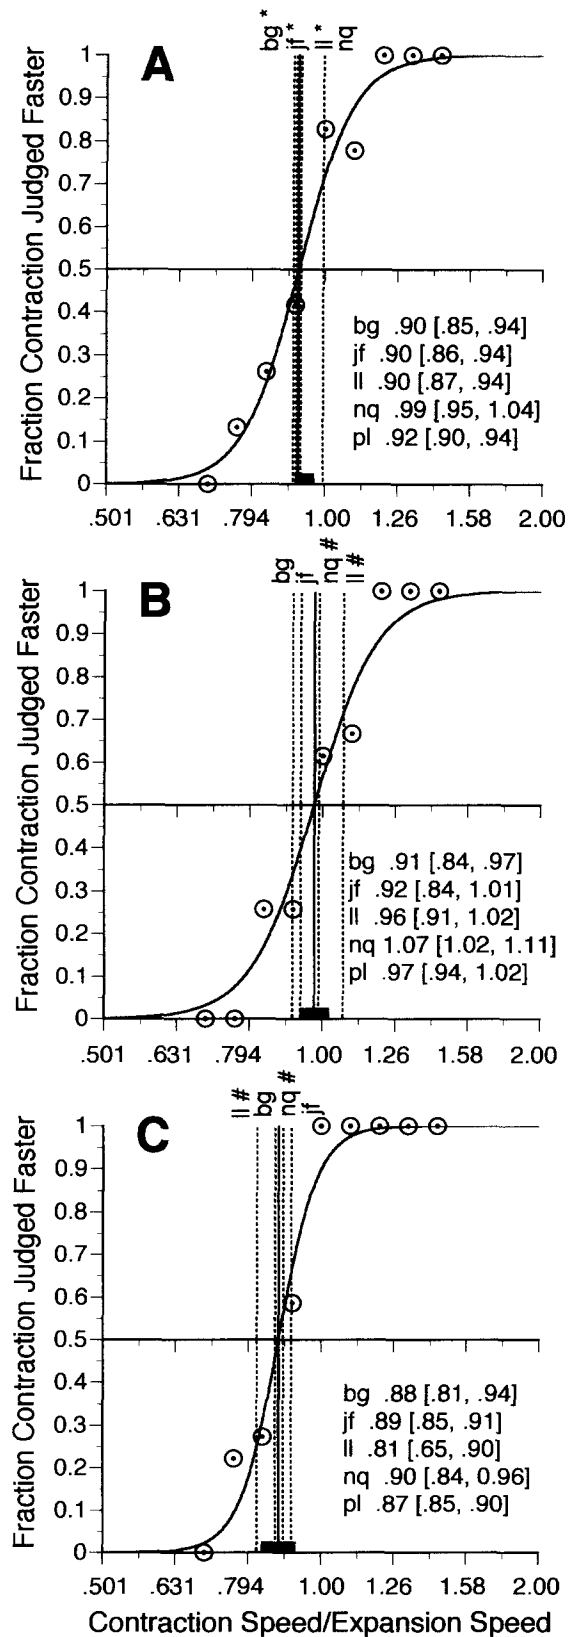 bg * jf * ll * nq
A
Fraction Contraction Judged Faster
1
0.9
0.8
0.7
0.6
0.5
0.4
0.3
0.2
0.1
0
bg .90 [.85, .94]
jf .90 [.86, .94]
ll .90 [.87, .94]
nq .99 [.95, 1.04]
pl .92 [.90, .94]
.501 .631 .794 1.00 1.26 1.58 2.00
bg jf nq # ll #
B
Fraction Contraction Judged Faster
1
0.9
0.8
0.7
0.6
0.5
0.4
0.3
0.2
0.1
0
bg .91 [.84, .97]
jf .92 [.84, 1.01]
ll .96 [.91, 1.02]
nq 1.07 [1.02, 1.11]
pl .97 [.94, 1.02]
.501 .631 .794 1.00 1.26 1.58 2.00
ll # bg nq # jf
C
Fraction Contraction Judged Faster
1
0.9
0.8
0.7
0.6
0.5
0.4
0.3
0.2
0.1
0
bg .88 [.81, .94]
jf .89 [.85, .91]
ll .81 [.65, .90]
nq .90 [.84, 0.96]
pl .87 [.85, .90]
.501 .631 .794 1.00 1.26 1.58 2.00
Contraction Speed/Expansion Speed